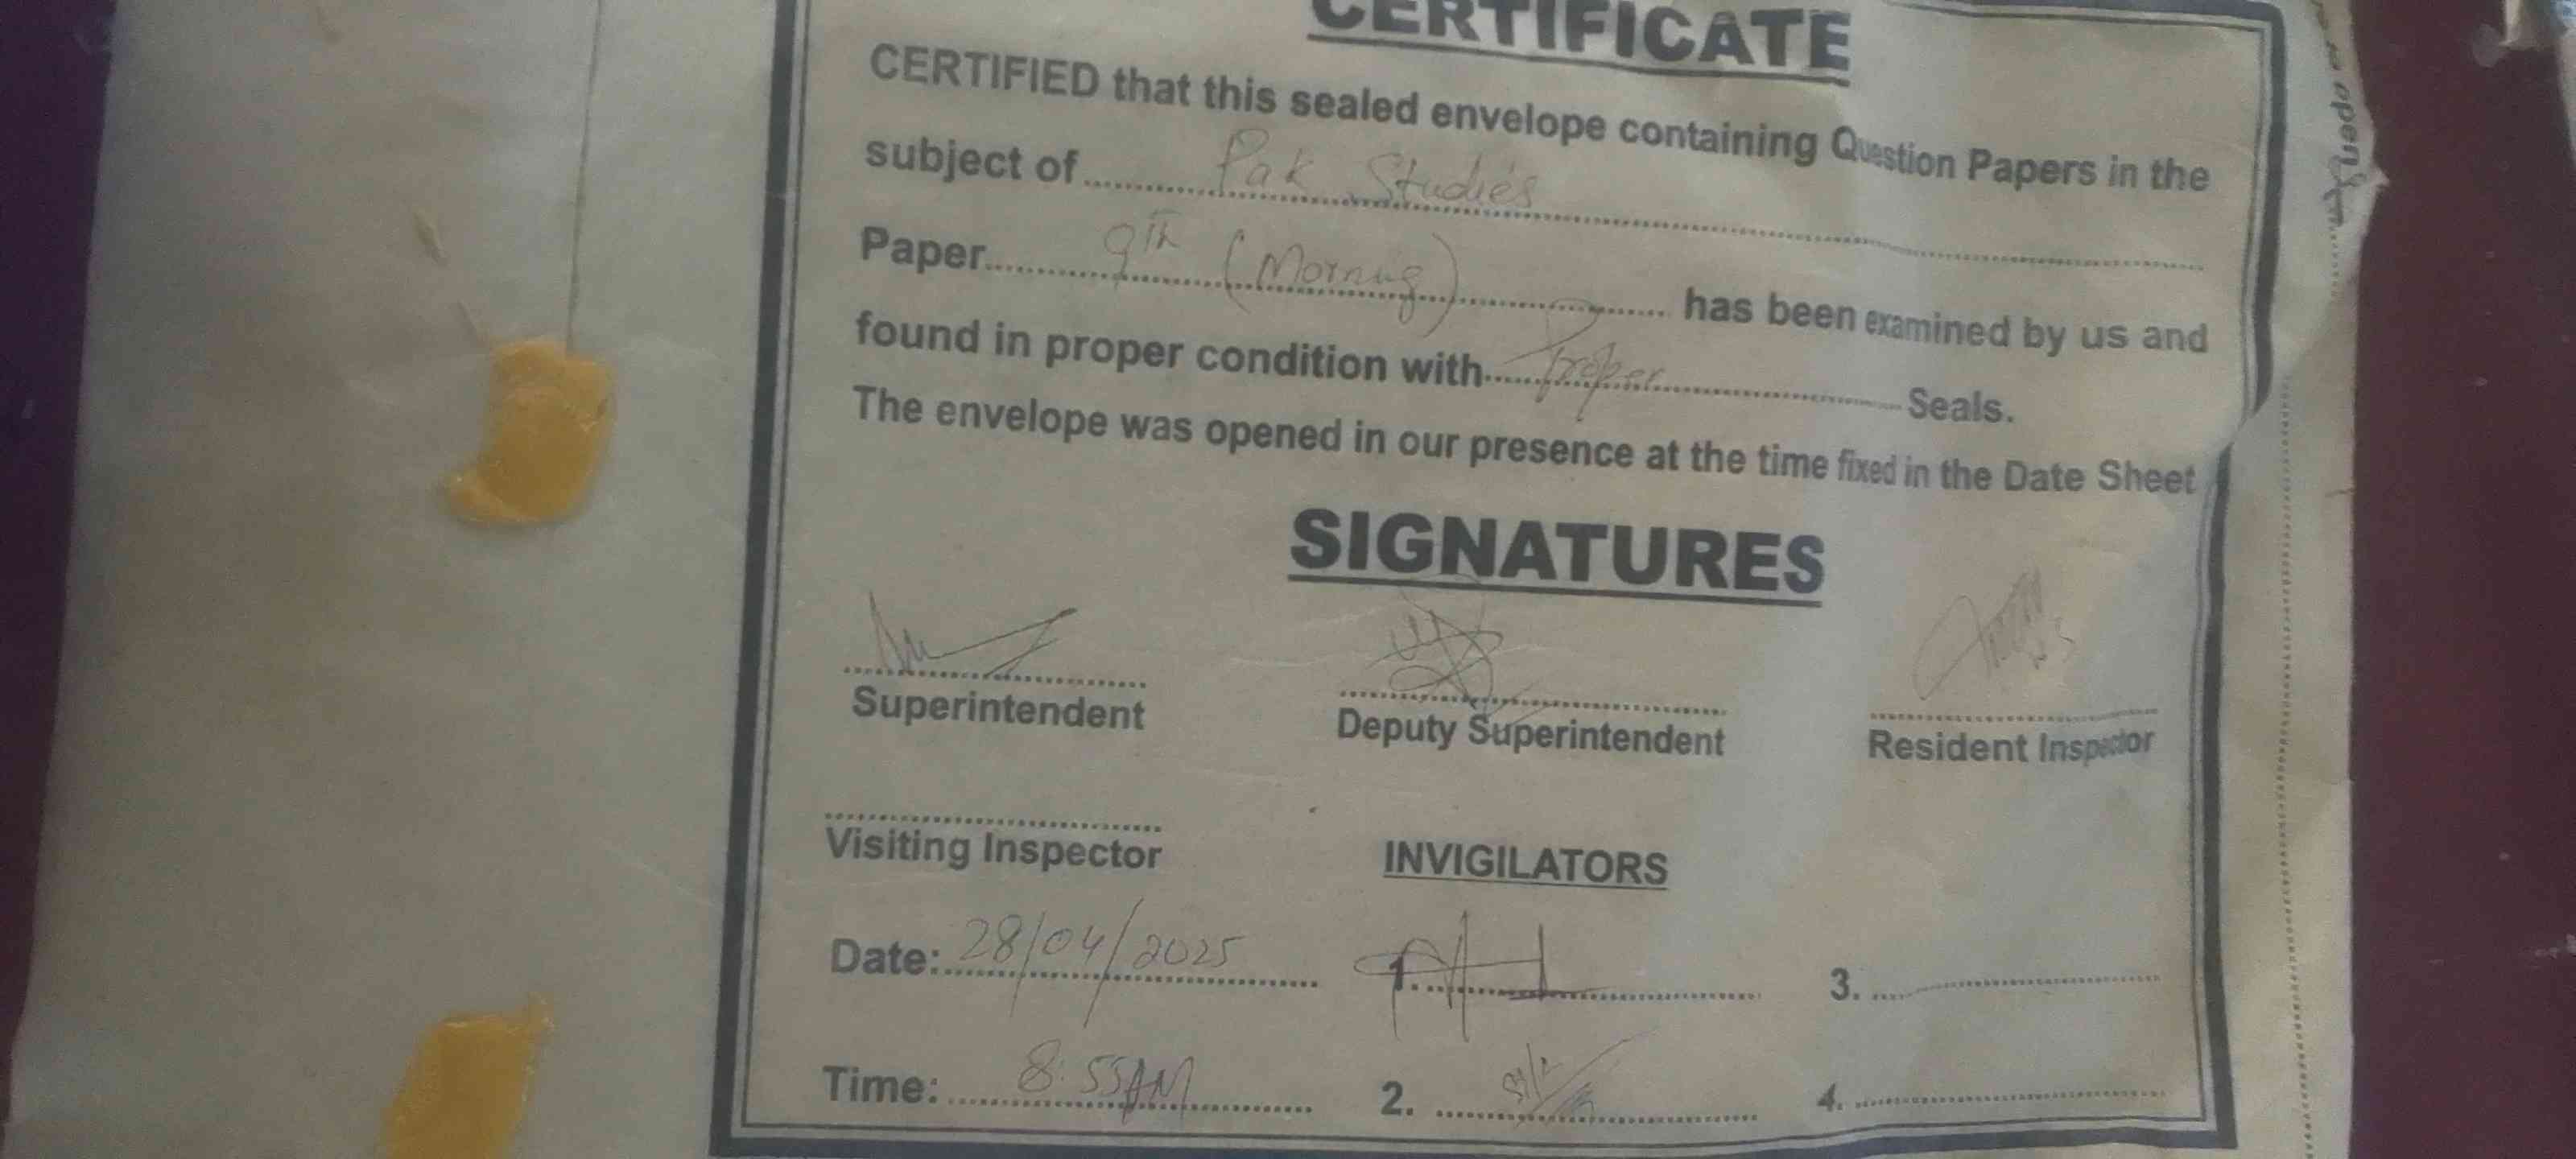 CERTIFICATE
CERTIFIED that this sealed envelope containing Question Papers in the
subject of Pak Studies
Paper 9th (Morning) has been examined by us and
found in proper condition with Proper Seals.
The envelope was opened in our presence at the time fixed in the Date Sheet
SIGNATURES
Superintendent Deputy Superintendent Resident Inspector
Visiting Inspector INVIGILATORS
Date: 28/04/2025 1. 3.
Time: 8:55AM 2. 4.
open